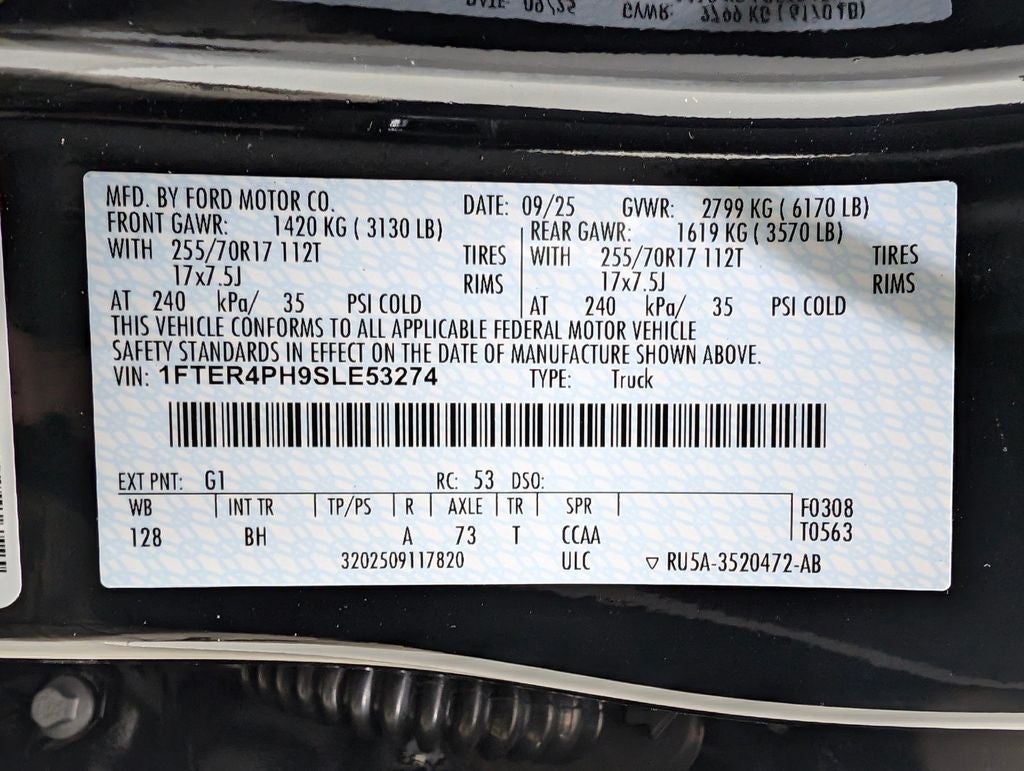 MFD. BY FORD MOTOR CO. DATE: 09/25 GVWR: 2799 KG ( 6170 LB)
FRONT GAWR: 1420 KG ( 3130 LB) REAR GAWR: 1619 KG ( 3570 LB)
WITH 255/70R17 112T TIRES WITH 255/70R17 112T TIRES
17x7.5J RIMS 17x7.5J RIMS
AT 240 kPa/ 35 PSI COLD AT 240 kPa/ 35 PSI COLD
THIS VEHICLE CONFORMS TO ALL APPLICABLE FEDERAL MOTOR VEHICLE
SAFETY STANDARDS IN EFFECT ON THE DATE OF MANUFACTURE SHOWN ABOVE.
VIN: 1FTER4PH9SLE53274 TYPE: Truck
EXT PNT: G1 RC: 53 DSO:
WB INT TR TP/PS R AXLE TR SPR F0308
128 BH A 73 T CCAA T0563
3202509117820 ULC ▽ RU5A-3520472-AB